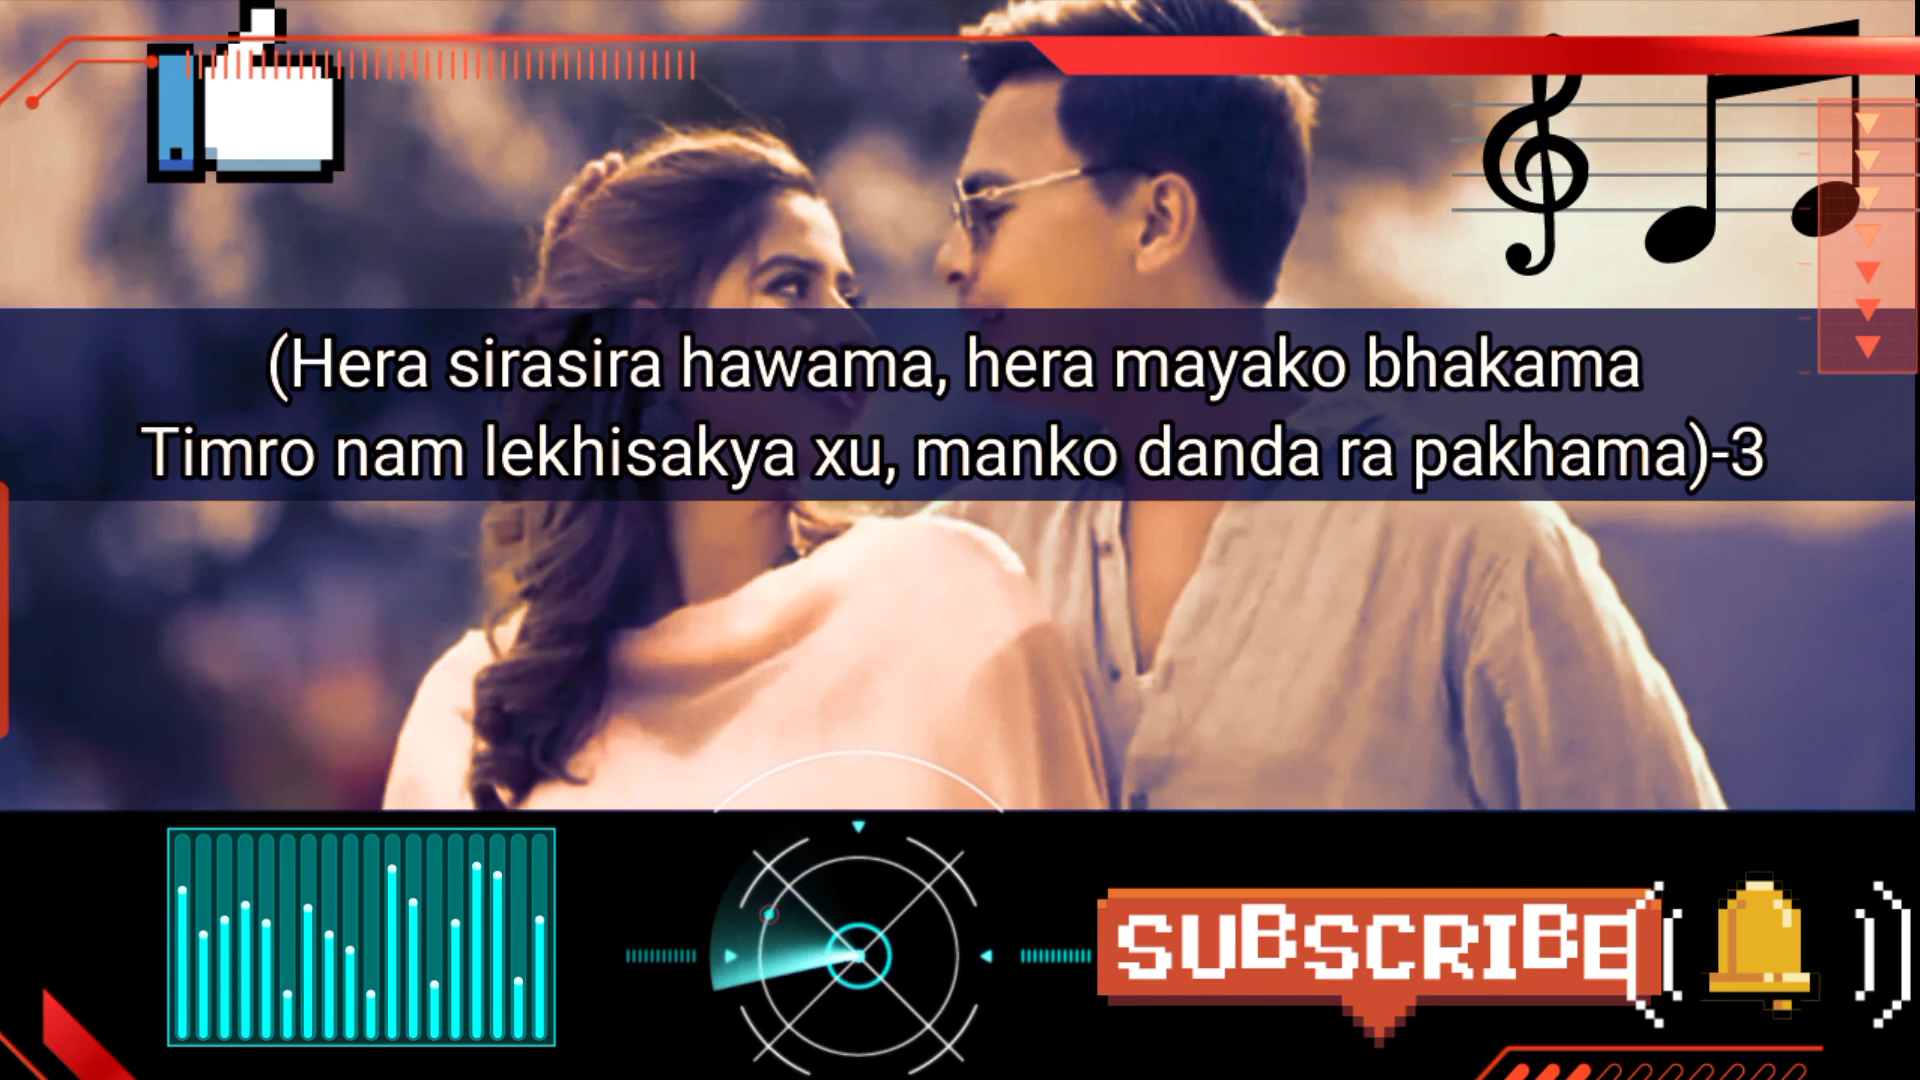 (Hera sirasira hawama, hera mayako bhakama
Timro nam lekhisakya xu, manko danda ra pakhama)-3
SUBSCRIBE